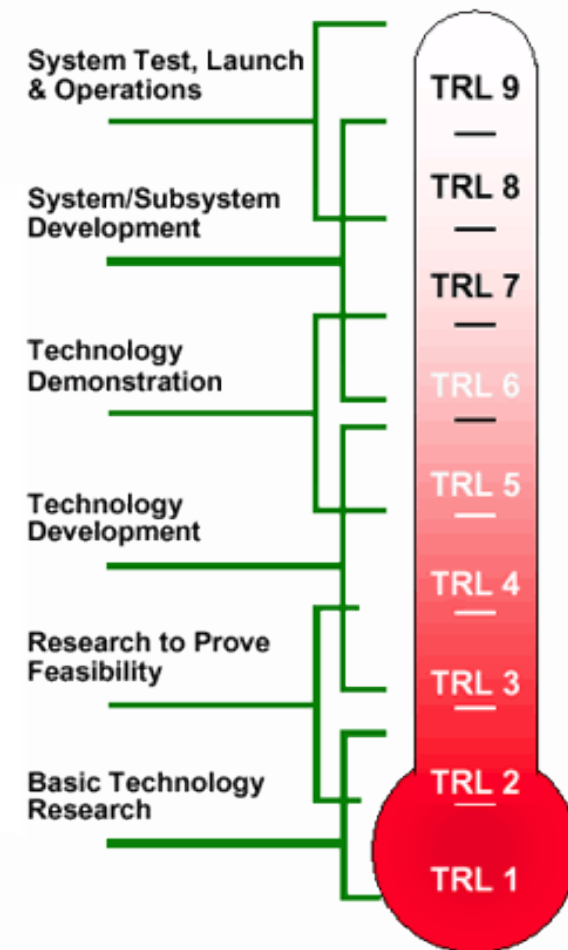 System Test, Launch
& Operations
System/Subsystem
Development
Technology
Demonstration
Technology
Development
Research to Prove
Feasibility
Basic Technology
Research
TRL 9
TRL 8
TRL 7
TRL 6
TRL 5
TRL 4
TRL 3
TRL 2
TRL 1